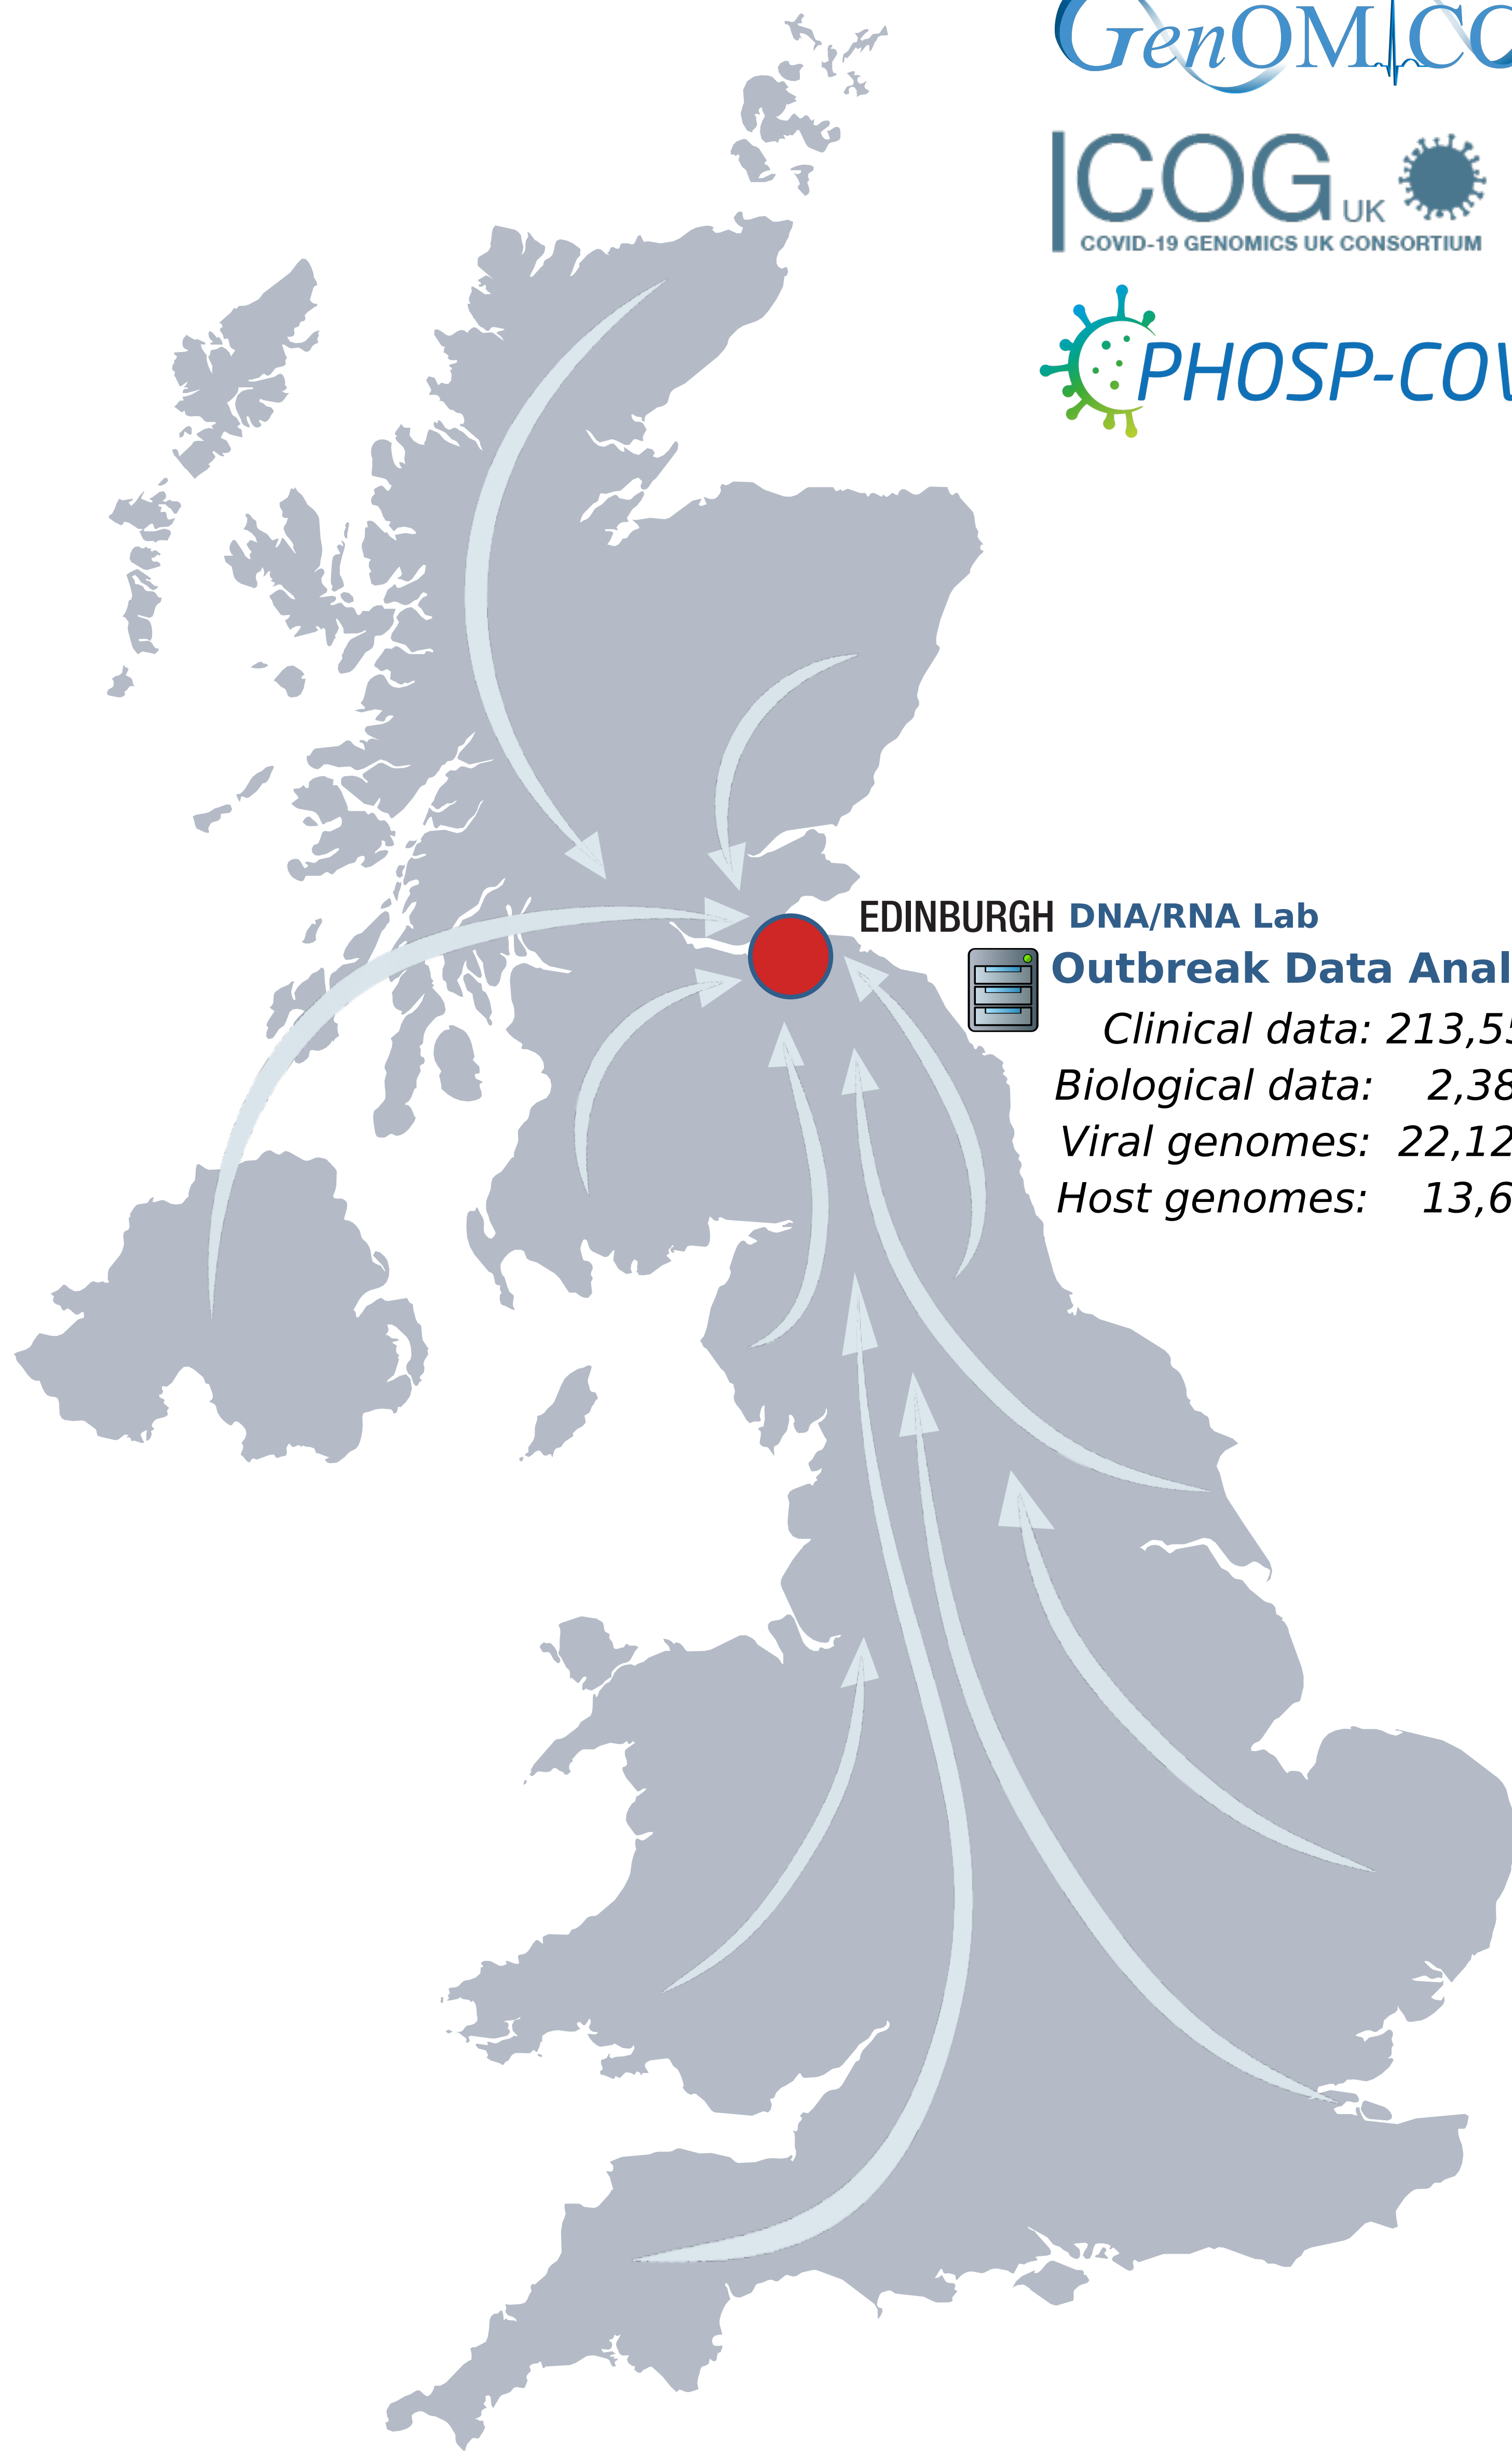 GenOMICC
COG UK
COVID-19 GENOMICS UK CONSORTIUM
PHOSP-COV
EDINBURGH DNA/RNA Lab
Outbreak Data Anal
Clinical data: 213,55
Biological data: 2,38
Viral genomes: 22,12
Host genomes: 13,6